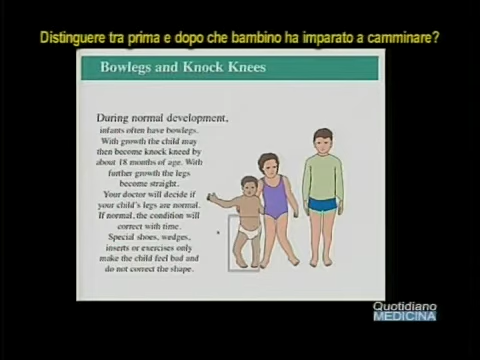 Distinguere tra prima e dopo che bambino ha imparato a camminare?
Bowlegs and Knock Knees
During normal development,
infants often have bowlegs.
With growth the child may
then become knock kneed by
about 18 months of age. With
further growth the legs
become straight.
Your doctor will decide if
your child's legs are normal.
If normal, the condition will
correct with time.
Special shoes, wedges,
inserts or exercises only
make the child feel bad and
do not correct the shape.
Quotidiano
MEDICINA